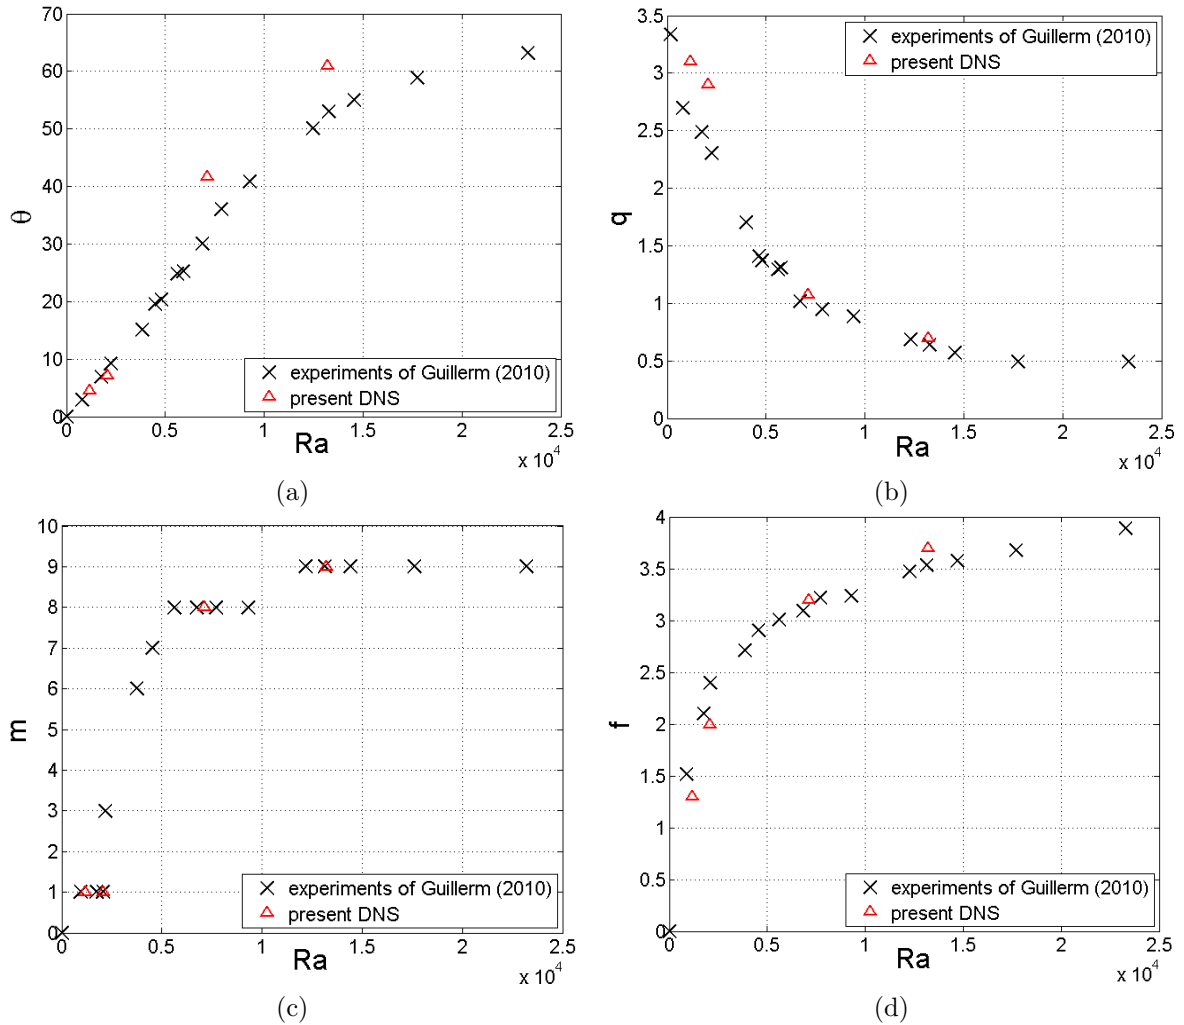 70
60
50
40
30
20
10
0
θ
experiments of Guillerm (2010)
present DNS
0 0.5 1 1.5 2 2.5
Ra
x 10^4
(a)
3.5
3
2.5
2
1.5
1
0.5
0
q
experiments of Guillerm (2010)
present DNS
0 0.5 1 1.5 2 2.5
Ra
x 10^4
(b)
10
9
8
7
6
5
4
3
2
1
0
m
experiments of Guillerm (2010)
present DNS
0 0.5 1 1.5 2 2.5
Ra
x 10^4
(c)
4
3.5
3
2.5
2
1.5
1
0.5
0
f
experiments of Guillerm (2010)
present DNS
0 0.5 1 1.5 2 2.5
Ra
x 10^4
(d)